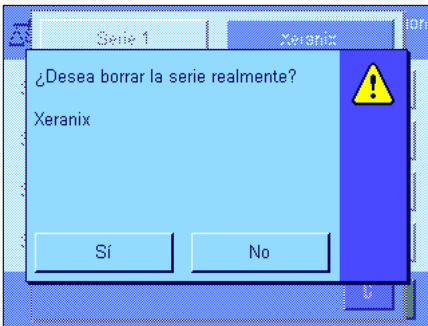 Serie 1
Xeranix
¿Desea borrar la serie realmente?
Xeranix
Sí
No
C